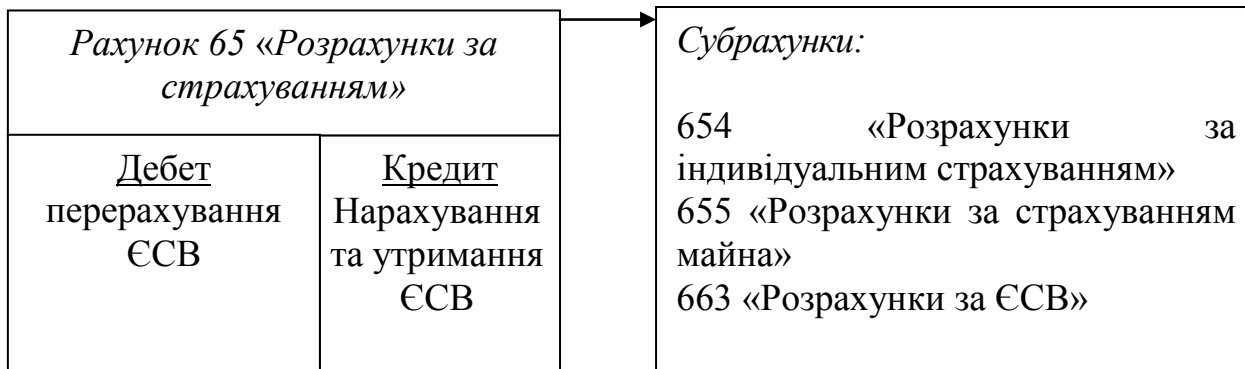 Рахунок 65 «Розрахунки за
страхуванням»
Дебет
перерахування
ЄСВ
Кредит
Нарахування
та утримання
ЄСВ
Субрахунки:
654 «Розрахунки за
індивідуальним страхуванням»
655 «Розрахунки за страхуванням
майна»
663 «Розрахунки за ЄСВ»